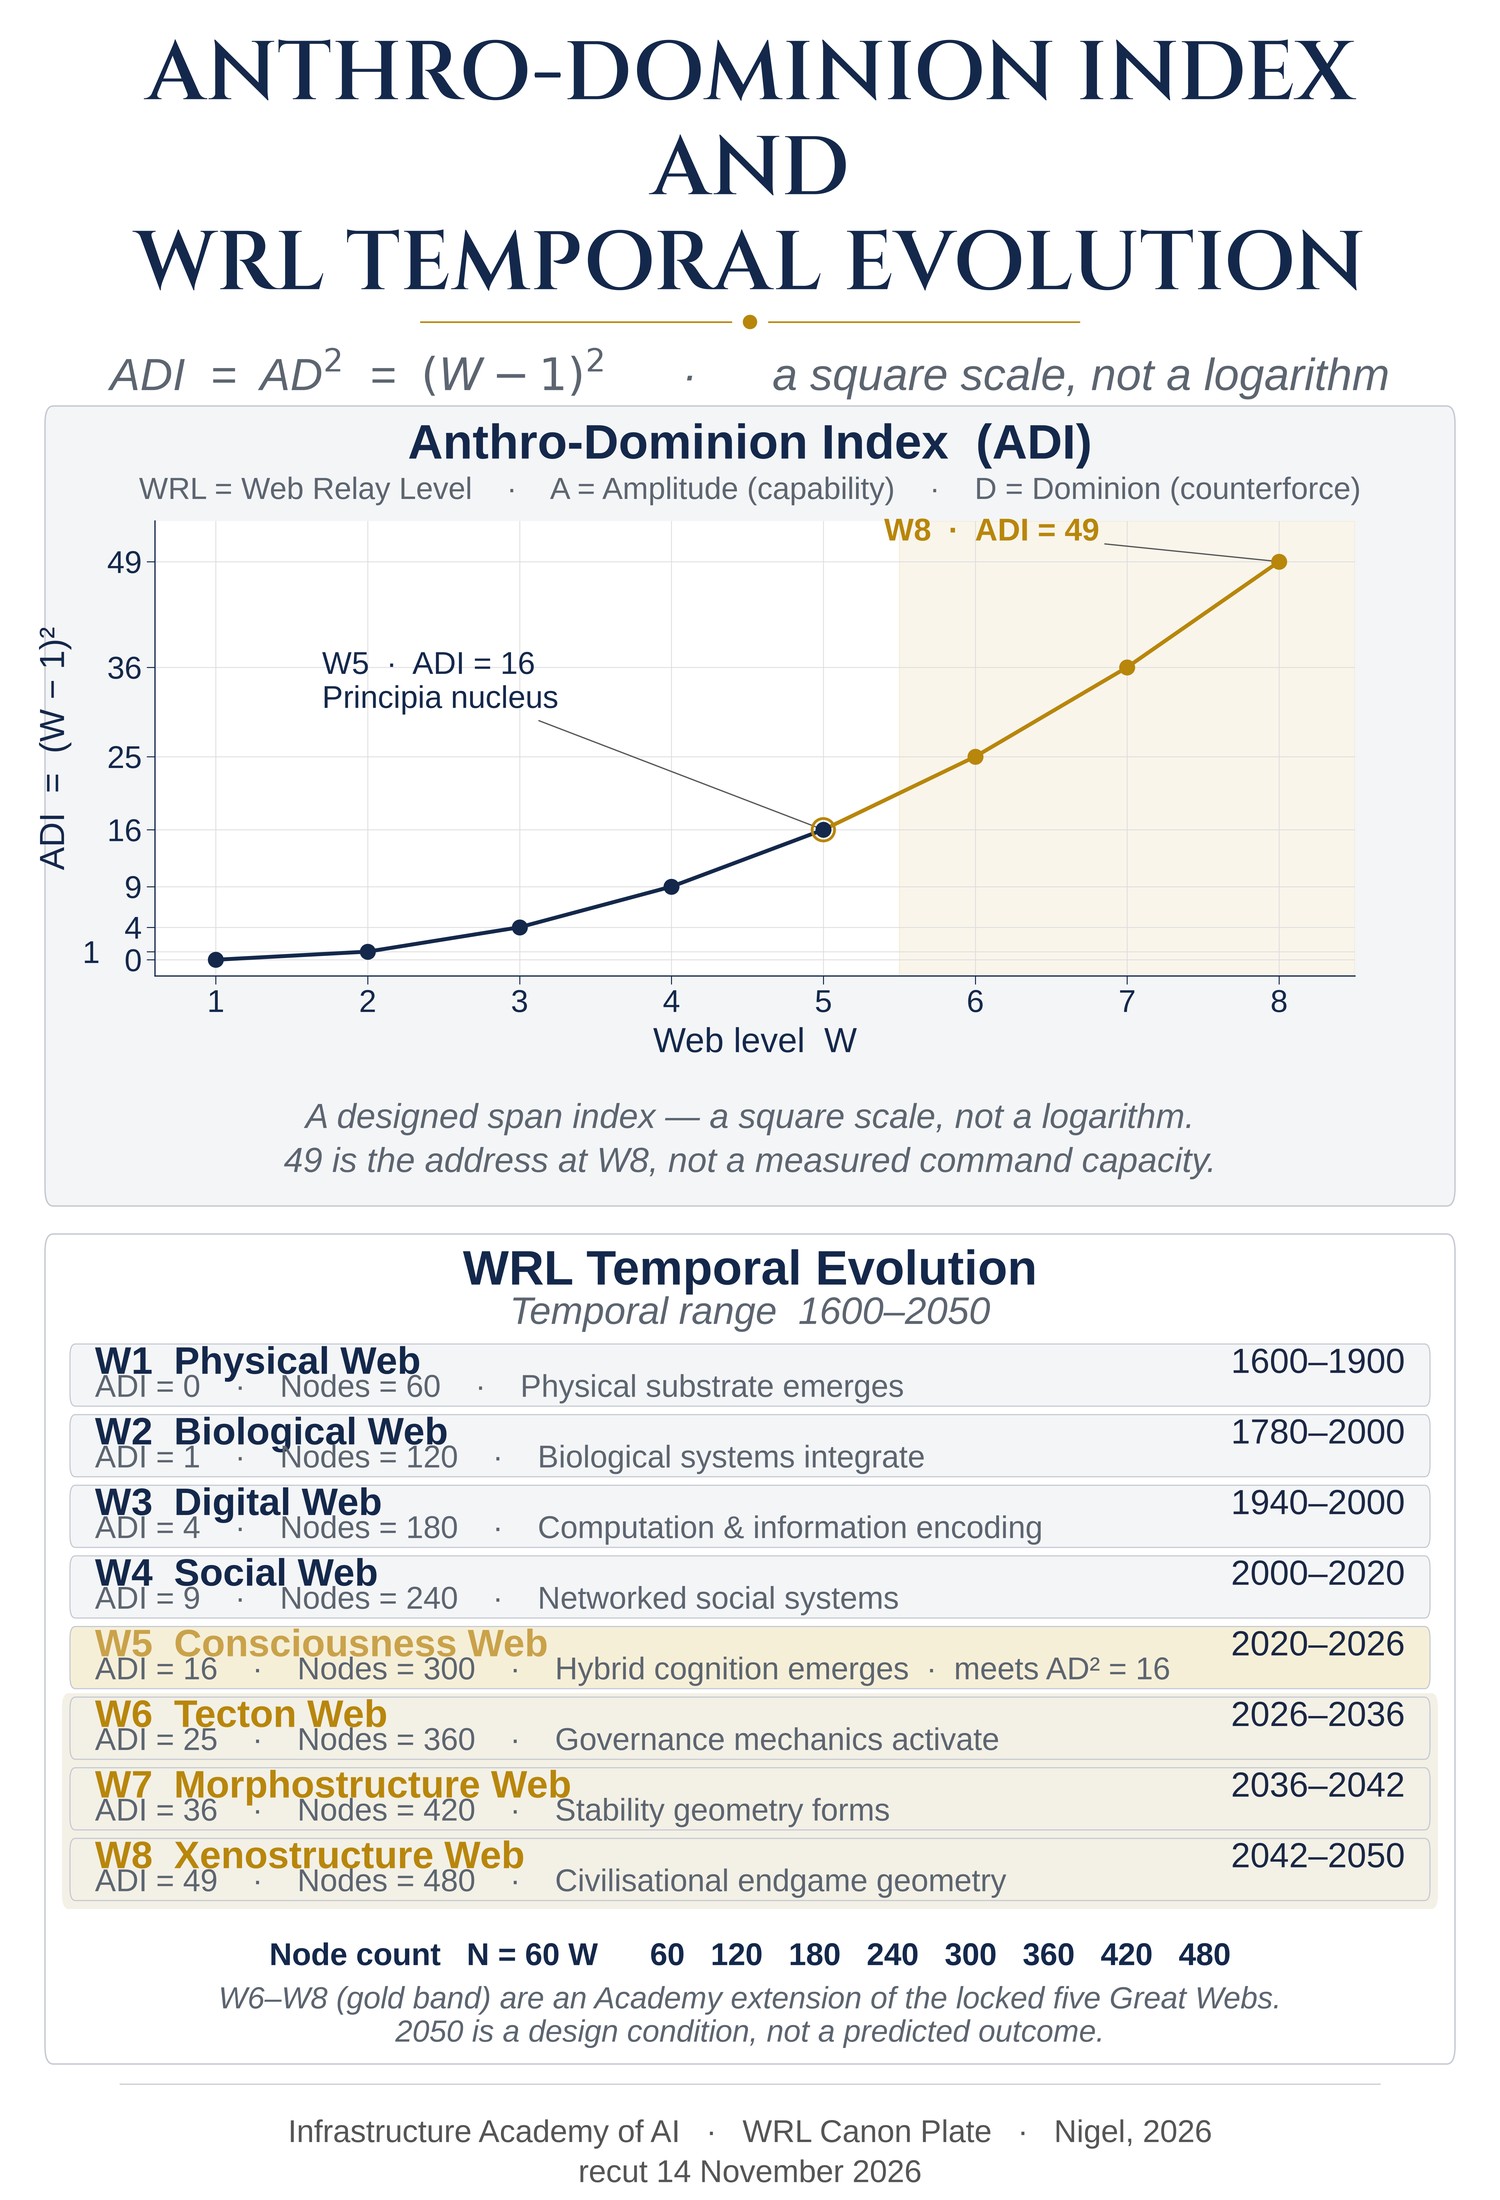 ANTHRO-DOMINION INDEX
AND
WRL TEMPORAL EVOLUTION
ADI = AD² = (W − 1)² · a square scale, not a logarithm
Anthro-Dominion Index (ADI)
WRL = Web Relay Level · A = Amplitude (capability) · D = Dominion (counterforce)
W8 · ADI = 49
49
W5 · ADI = 16
Principia nucleus
36
25
16
9
4
1
0
ADI = (W − 1)²
1 2 3 4 5 6 7 8
Web level W
A designed span index — a square scale, not a logarithm.
49 is the address at W8, not a measured command capacity.
WRL Temporal Evolution
Temporal range 1600–2050
W1 Physical Web 1600–1900
ADI = 0 · Nodes = 60 · Physical substrate emerges
W2 Biological Web 1780–2000
ADI = 1 · Nodes = 120 · Biological systems integrate
W3 Digital Web 1940–2000
ADI = 4 · Nodes = 180 · Computation & information encoding
W4 Social Web 2000–2020
ADI = 9 · Nodes = 240 · Networked social systems
W5 Consciousness Web 2020–2026
ADI = 16 · Nodes = 300 · Hybrid cognition emerges · meets AD² = 16
W6 Tecton Web 2026–2036
ADI = 25 · Nodes = 360 · Governance mechanics activate
W7 Morphostructure Web 2036–2042
ADI = 36 · Nodes = 420 · Stability geometry forms
W8 Xenostructure Web 2042–2050
ADI = 49 · Nodes = 480 · Civilisational endgame geometry
Node count N = 60 W 60 120 180 240 300 360 420 480
W6–W8 (gold band) are an Academy extension of the locked five Great Webs.
2050 is a design condition, not a predicted outcome.
Infrastructure Academy of AI · WRL Canon Plate · Nigel, 2026
recut 14 November 2026